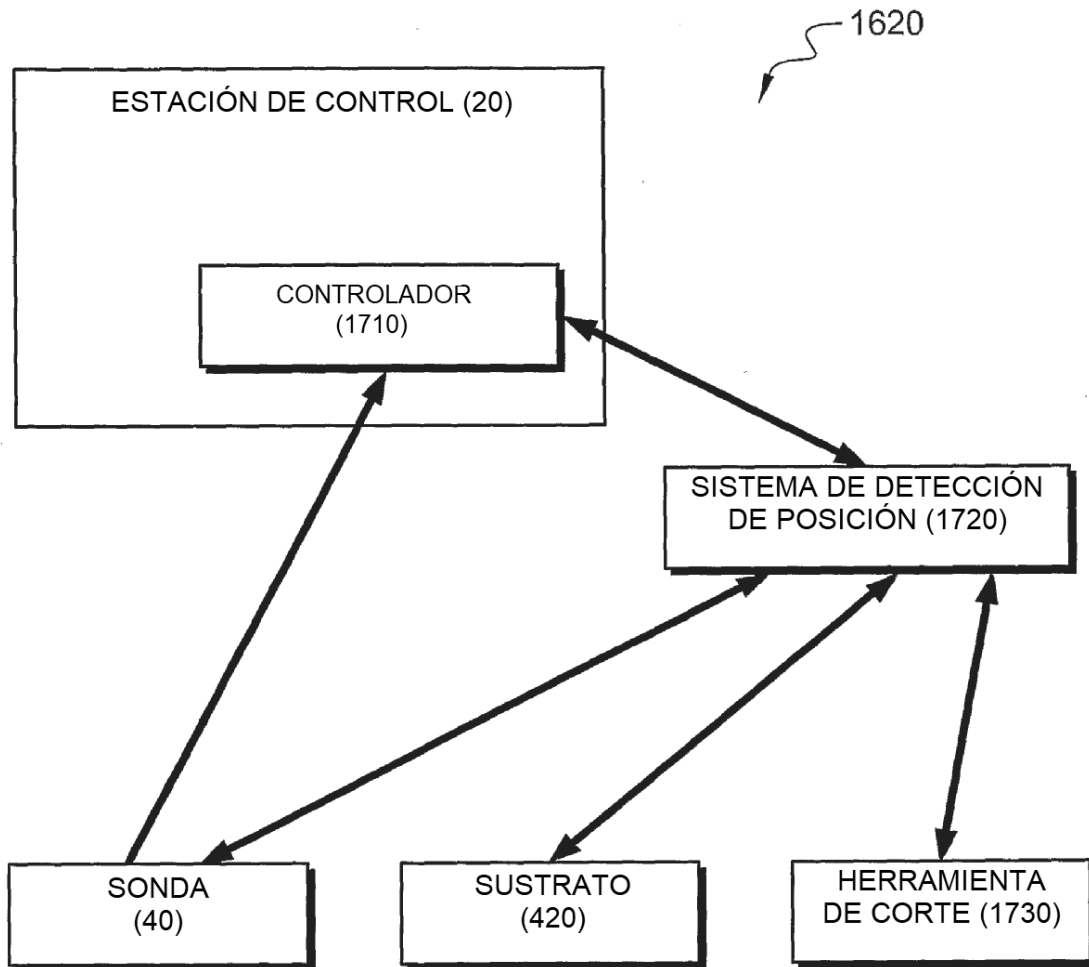 1620
ESTACIÓN DE CONTROL (20)
CONTROLADOR
(1710)
SISTEMA DE DETECCIÓN
DE POSICIÓN (1720)
SONDA
(40)
SUSTRATO
(420)
HERRAMIENTA
DE CORTE (1730)